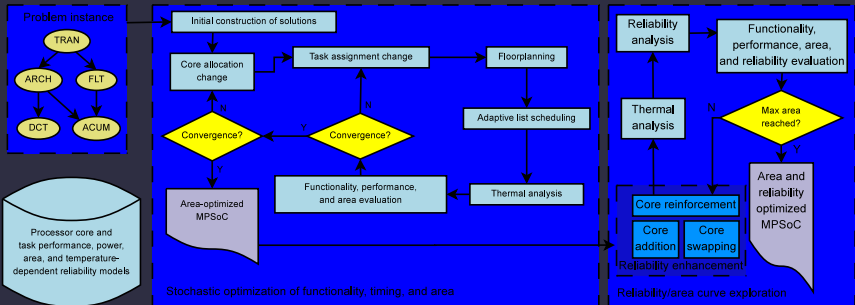 Problem instance
TRAN
ARCH
FLT
DCT
ACUM
Processor core and
task performance, power,
area, and temperature-
dependent reliability models
Initial construction of solutions
Core allocation
change
Task assignment change
Floorplanning
Adaptive list scheduling
Thermal analysis
Functionality, performance,
and area evaluation
Convergence?
N
Y
Convergence?
N
Y
Area-optimized
MPSoC
Stochastic optimization of functionality, timing, and area
Reliability
analysis
Functionality,
performance, area,
and reliability evaluation
Thermal
analysis
N
Max area
reached?
Y
Area and
reliability
optimized
MPSoC
Core reinforcement
Core
addition
Core
swapping
Reliability enhancement
Reliability/area curve exploration